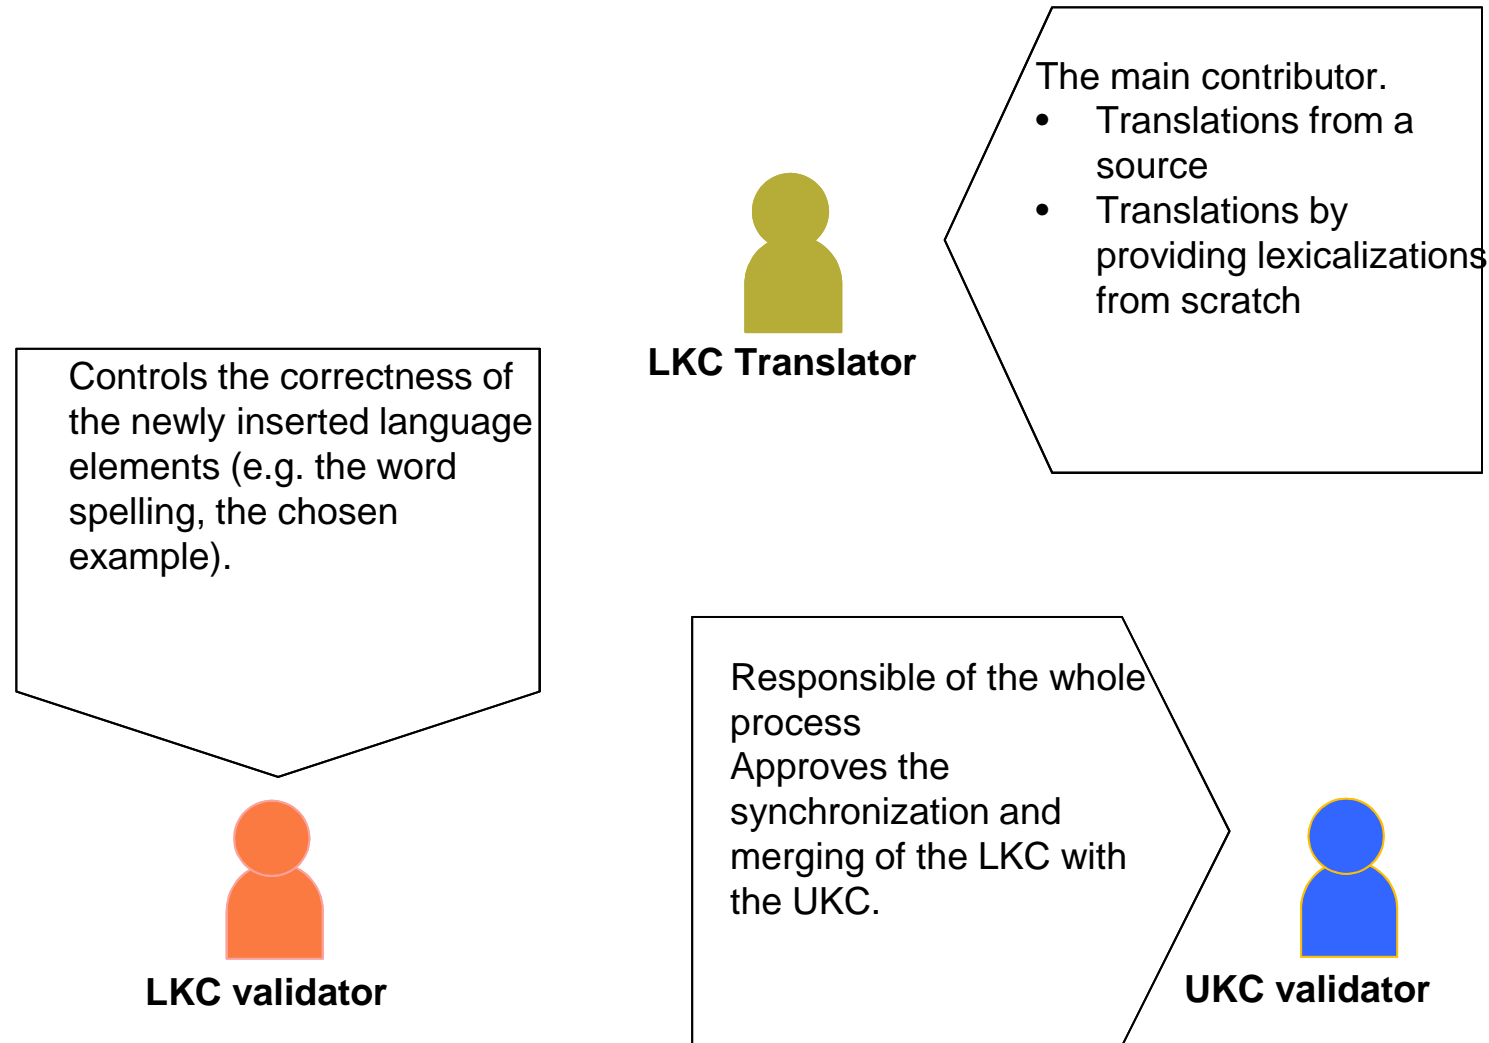 The main contributor.
• Translations from a
source
• Translations by
providing lexicalizations
from scratch
LKC Translator
Controls the correctness of
the newly inserted language
elements (e.g. the word
spelling, the chosen
example).
LKC validator
Responsible of the whole
process
Approves the
synchronization and
merging of the LKC with
the UKC.
UKC validator